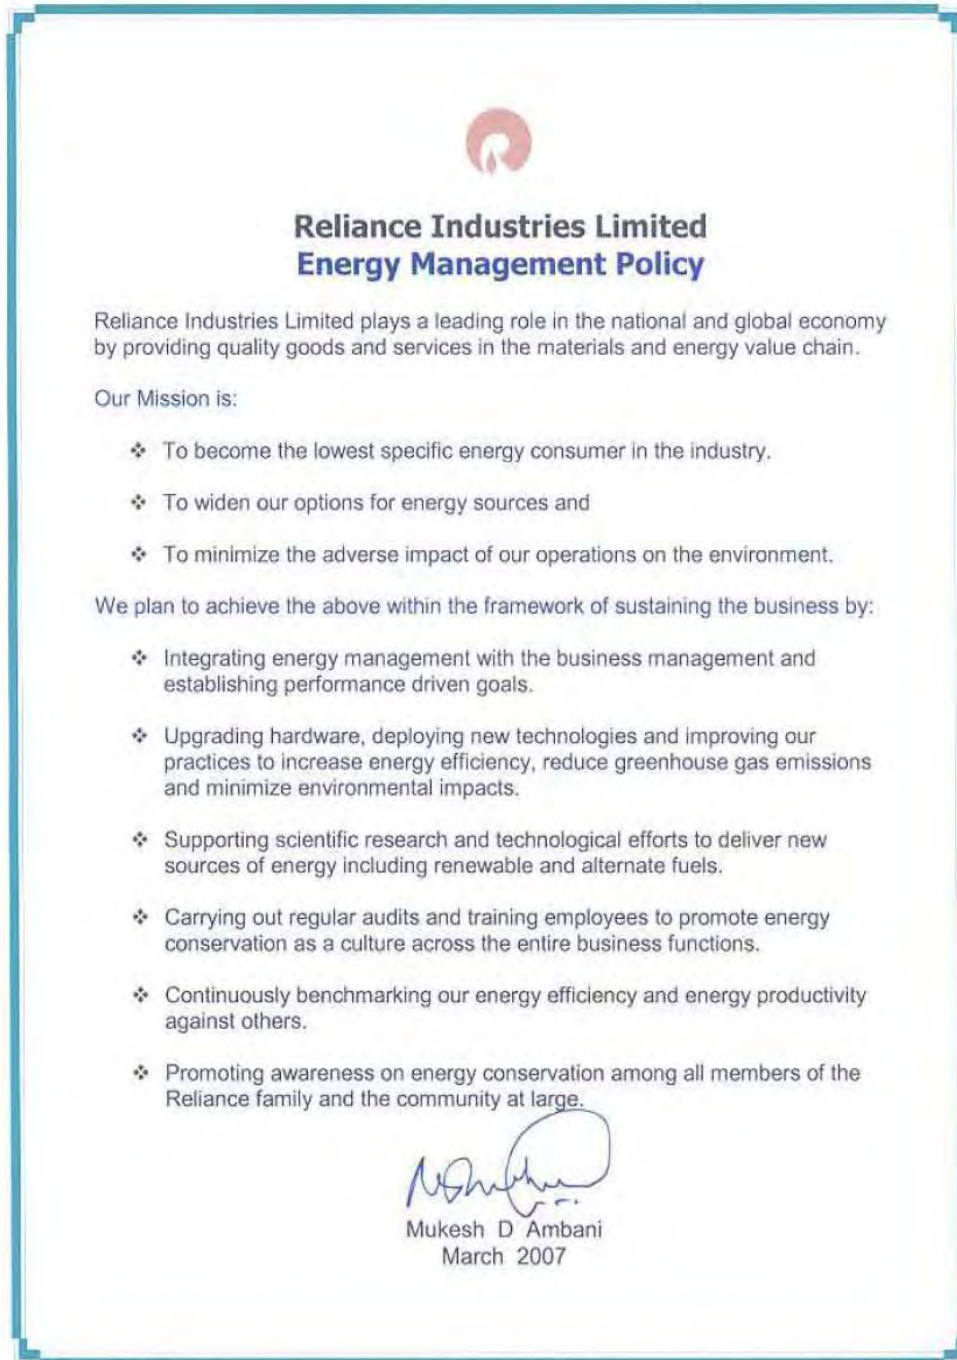 Reliance Industries Limited
Energy Management Policy
Reliance Industries Limited plays a leading role in the national and global economy
by providing quality goods and services in the materials and energy value chain.
Our Mission is:
❖ To become the lowest specific energy consumer in the industry.
❖ To widen our options for energy sources and
❖ To minimize the adverse impact of our operations on the environment.
We plan to achieve the above within the framework of sustaining the business by:
❖ Integrating energy management with the business management and
establishing performance driven goals.
❖ Upgrading hardware, deploying new technologies and improving our
practices to increase energy efficiency, reduce greenhouse gas emissions
and minimize environmental impacts.
❖ Supporting scientific research and technological efforts to deliver new
sources of energy including renewable and alternate fuels.
❖ Carrying out regular audits and training employees to promote energy
conservation as a culture across the entire business functions.
❖ Continuously benchmarking our energy efficiency and energy productivity
against others.
❖ Promoting awareness on energy conservation among all members of the
Reliance family and the community at large.
Mukesh D Ambani
March 2007